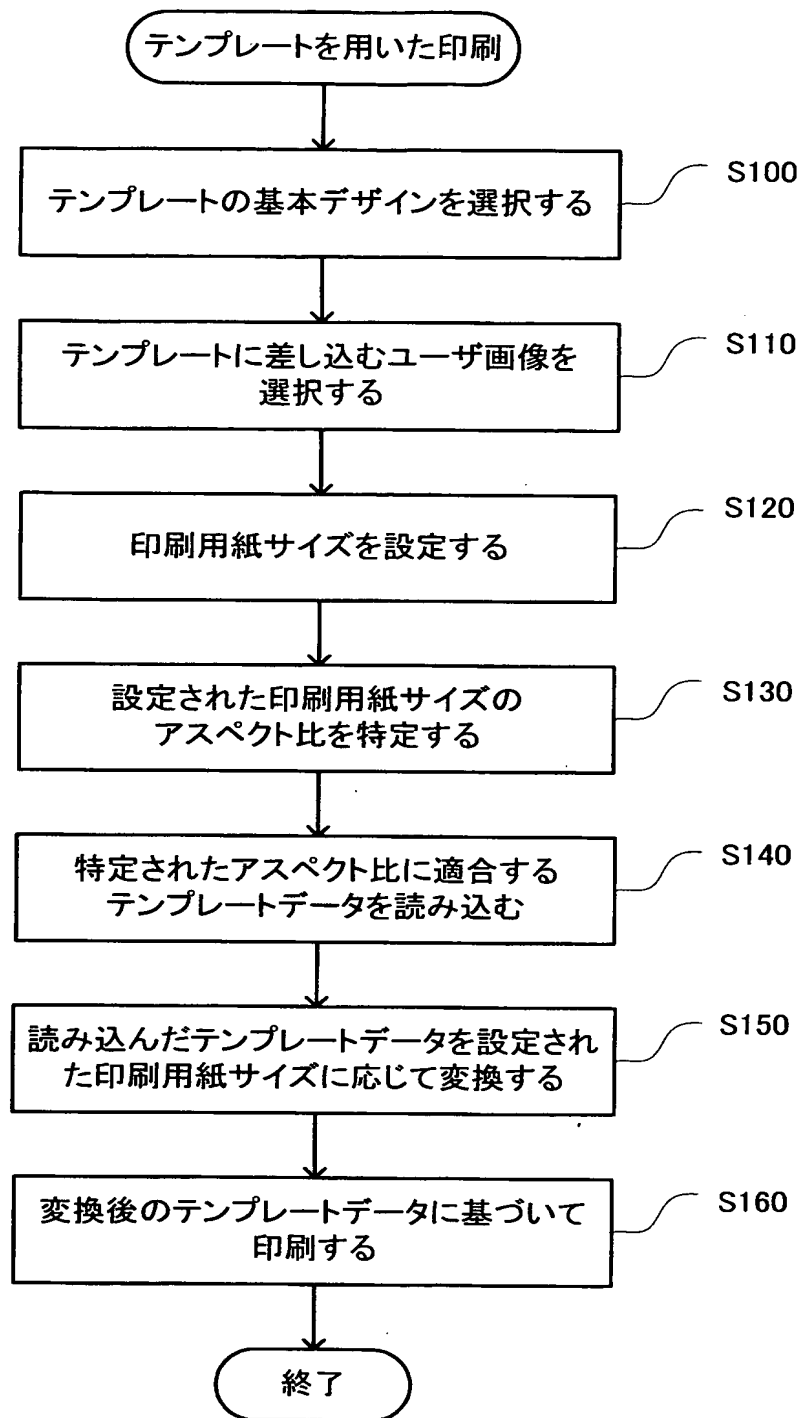 テンプレートを用いた印刷
テンプレートの基本デザインを選択する
S100
テンプレートに差し込むユーザ画像を
選択する
S110
印刷用紙サイズを設定する
S120
設定された印刷用紙サイズの
アスペクト比を特定する
S130
特定されたアスペクト比に適合する
テンプレートデータを読み込む
S140
読み込んだテンプレートデータを設定され
た印刷用紙サイズに応じて変換する
S150
変換後のテンプレートデータに基づいて
印刷する
S160
終了